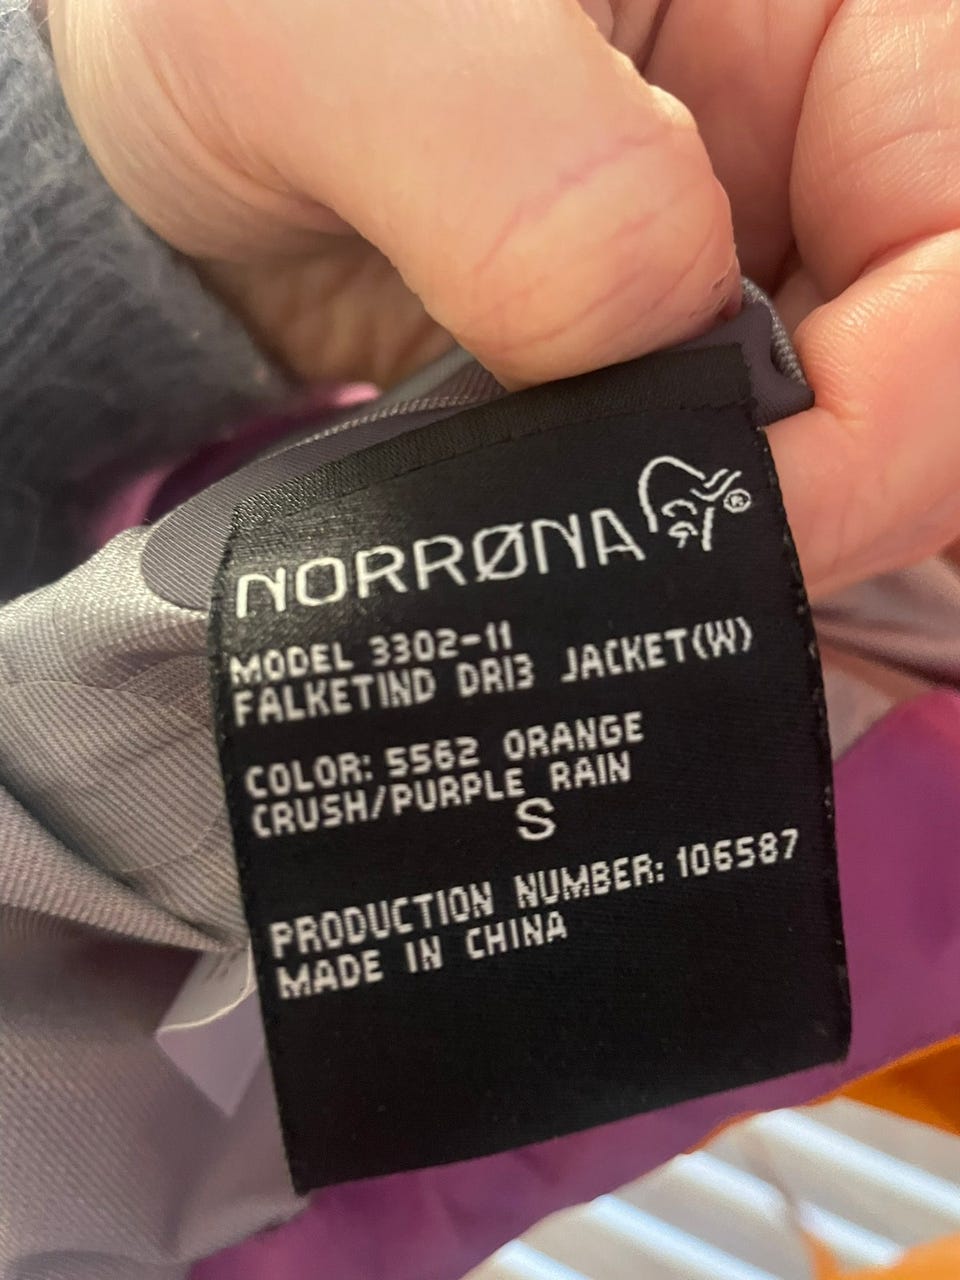 NORRØNA ®
MODEL 3302-11
FALKETIND DRI3 JACKET(W)
COLOR: 5562 ORANGE
CRUSH/PURPLE RAIN
S
PRODUCTION NUMBER: 106587
MADE IN CHINA